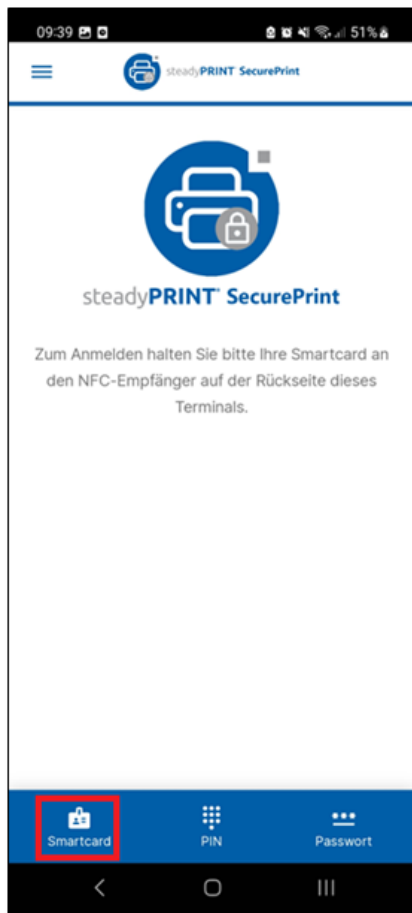 09:39 51%
steadyPRINT SecurePrint
steadyPRINT® SecurePrint
Zum Anmelden halten Sie bitte Ihre Smartcard an
den NFC-Empfänger auf der Rückseite dieses
Terminals.
Smartcard PIN Passwort